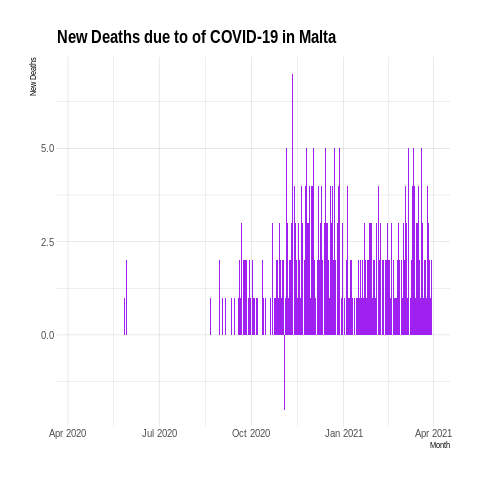 New Deaths due to of COVID-19 in Malta
New Deaths
5.0
2.5
0.0
Apr 2020 Jul 2020 Oct 2020 Jan 2021 Apr 2021
Month